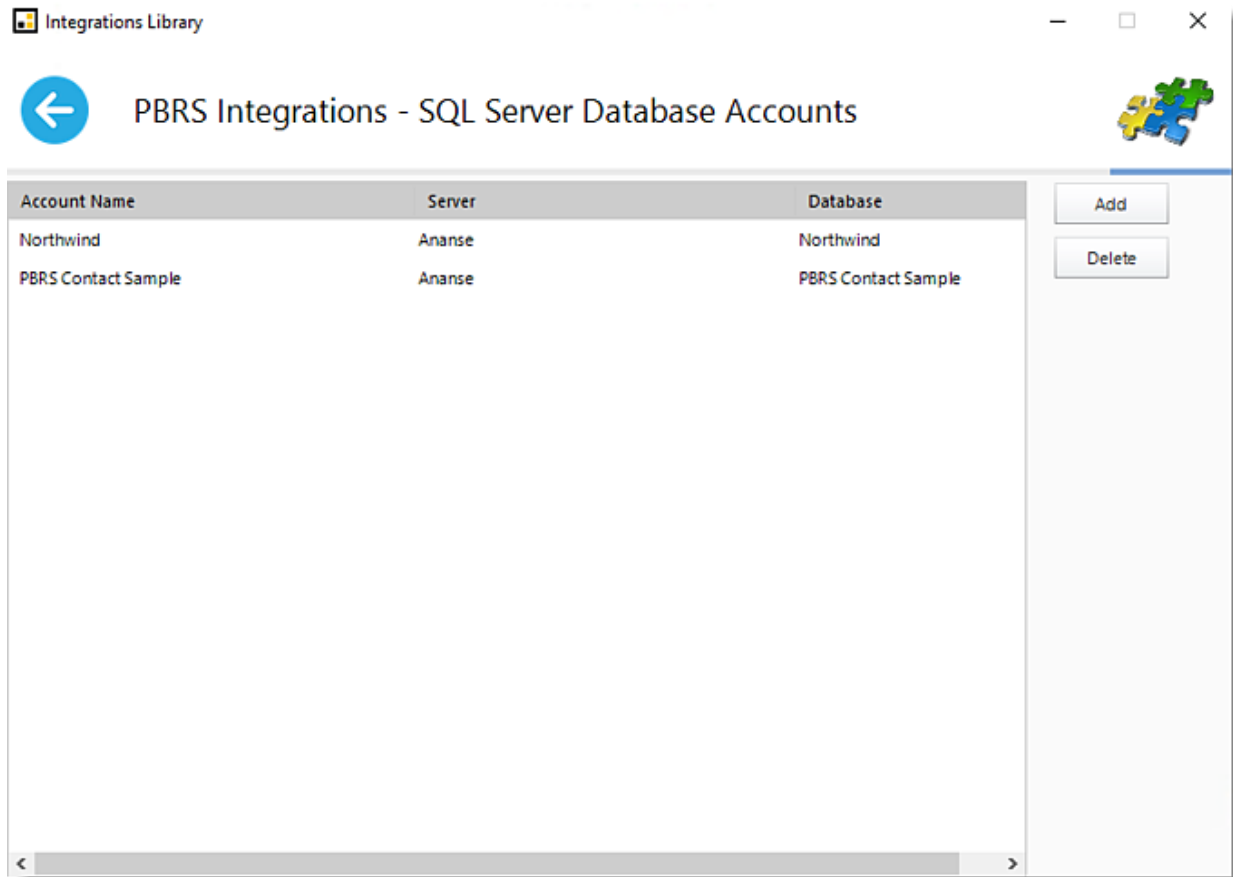 Integrations Library
PBRS Integrations - SQL Server Database Accounts
Account Name Server Database
Northwind Ananse Northwind
PBRS Contact Sample Ananse PBRS Contact Sample
Add
Delete